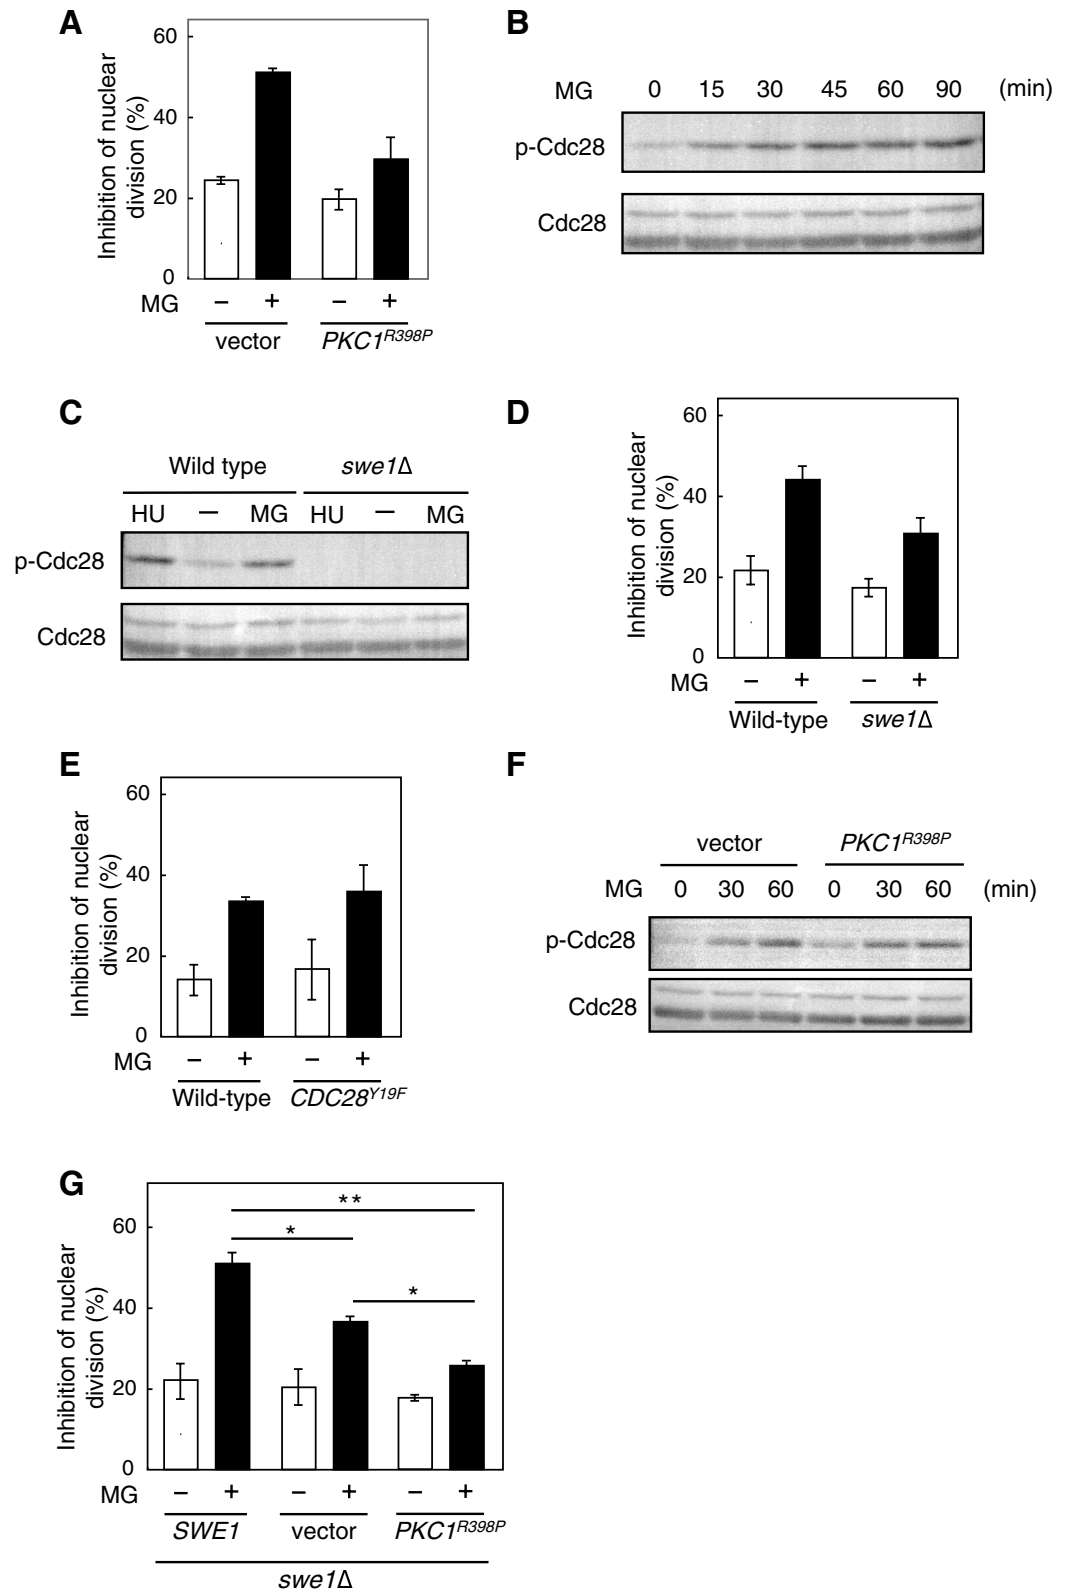 A
Inhibition of nuclear
division (%)
60
40
20
0
MG − + − +
vector PKC1R398P
B
MG 0 15 30 45 60 90 (min)
p-Cdc28
Cdc28
C
Wild type swe1Δ
HU − MG HU − MG
p-Cdc28
Cdc28
D
Inhibition of nuclear
division (%)
60
40
20
0
MG − + − +
Wild-type swe1Δ
E
Inhibition of nuclear
division (%)
60
40
20
0
MG − + − +
Wild-type CDC28Y19F
F
vector PKC1R398P
MG 0 30 60 0 30 60 (min)
p-Cdc28
Cdc28
G
Inhibition of nuclear
division (%)
60
40
20
0
**
*
*
MG − + − + − +
SWE1 vector PKC1R398P
swe1Δ